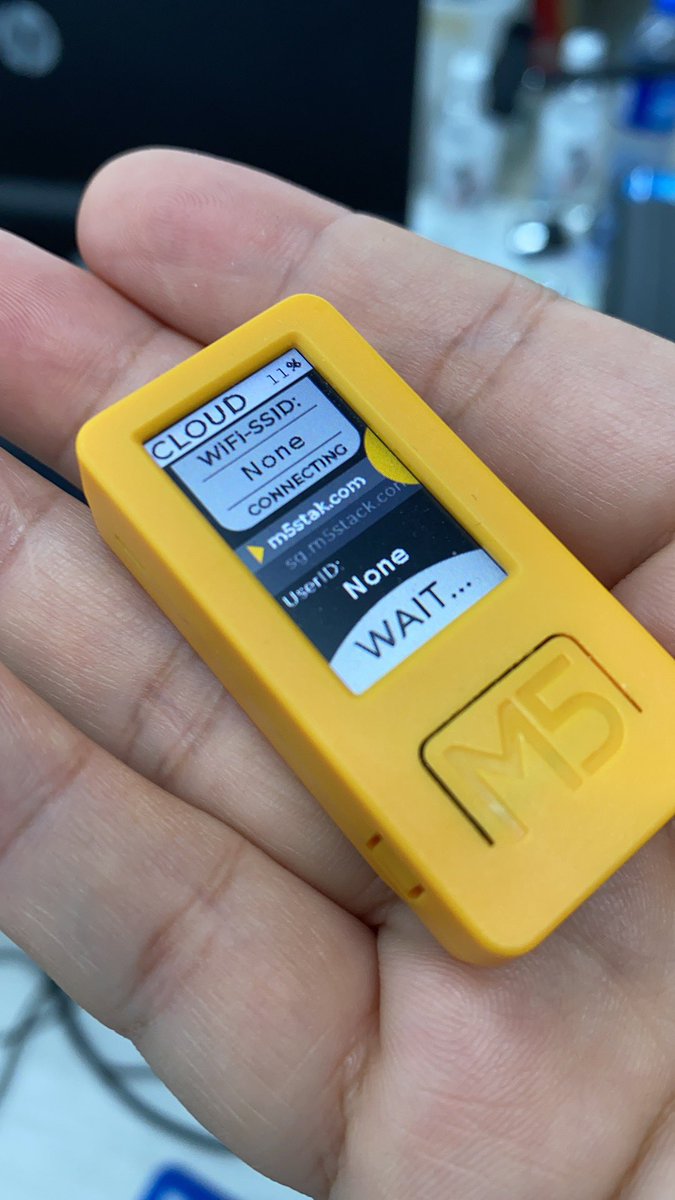 CLOUD 11%
WiFi-SSID:
None
CONNECTING
m5stak.com
sg m5stack.com
UserID:
None
WAIT...
M5